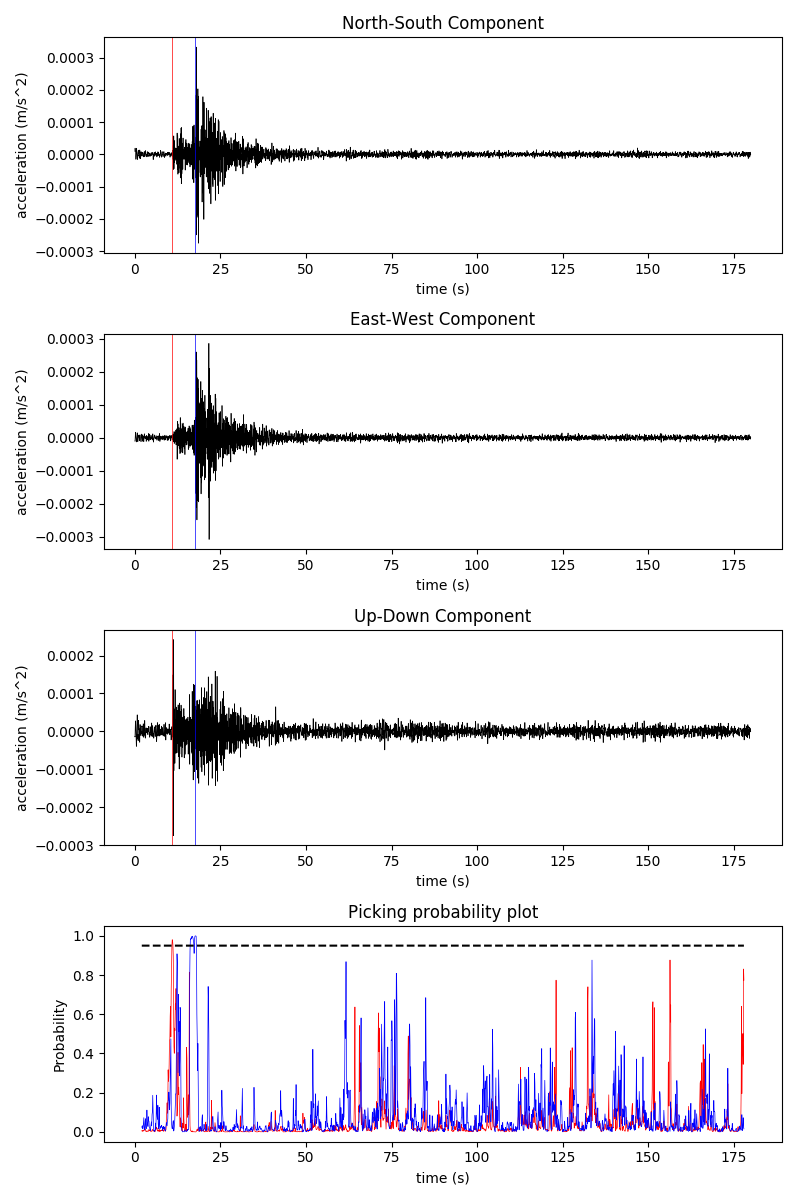 North-South Component
0.0003
0.0002
0.0001
0.0000
−0.0001
−0.0002
−0.0003
acceleration (m/s^2)
0 25 50 75 100 125 150 175
time (s)
East-West Component
0.0003
0.0002
0.0001
0.0000
−0.0001
−0.0002
−0.0003
acceleration (m/s^2)
0 25 50 75 100 125 150 175
time (s)
Up-Down Component
0.0002
0.0001
0.0000
−0.0001
−0.0002
−0.0003
acceleration (m/s^2)
0 25 50 75 100 125 150 175
time (s)
Picking probability plot
1.0
0.8
0.6
0.4
0.2
0.0
Probability
0 25 50 75 100 125 150 175
time (s)